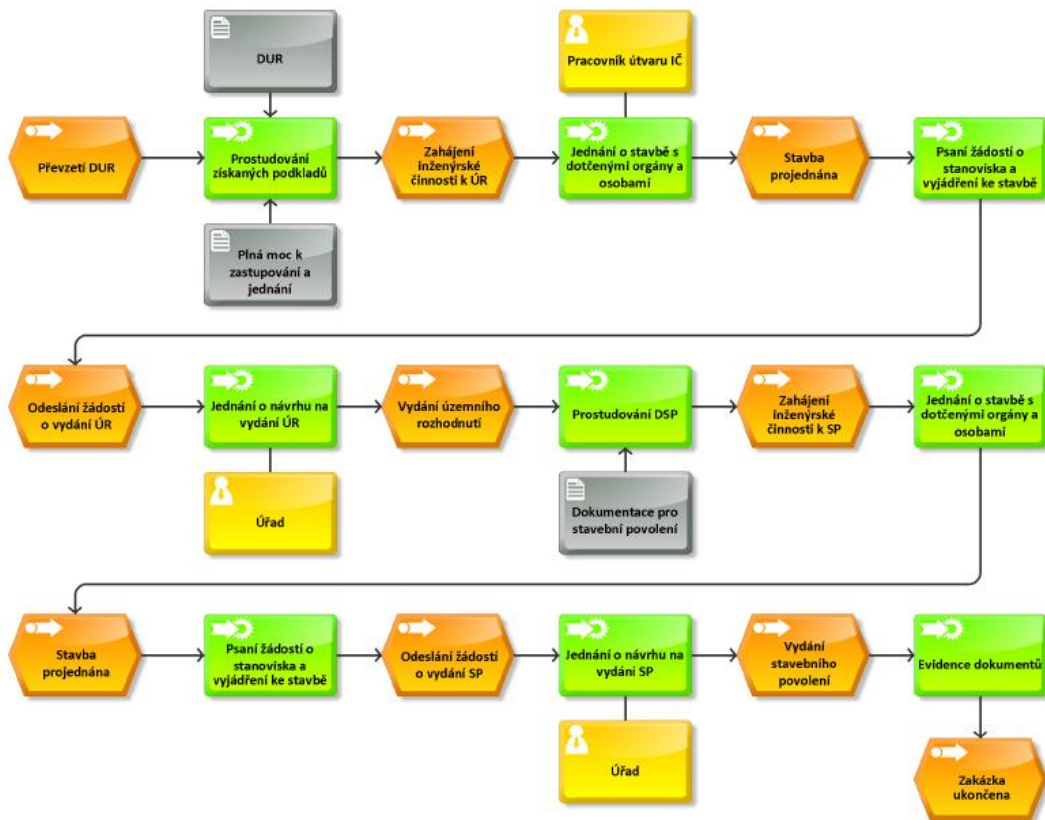 DUR
Pracovník útvaru IČ
Převzetí DUR
Prostudování
získaných podkladů
Zahájení
inženýrské
činnosti k ÚR
Jednání o stavbě s
dotčenými orgány a
osobami
Stavba
projednána
Psaní žádostí o
stanoviska a
vyjádření ke stavbě
Plná moc k
zastupování a
jednání
Odeslání žádostí
o vydání ÚR
Jednání o návrhu na
vydání ÚR
Vydání územního
rozhodnutí
Prostudování DSP
Zahájení
inženýrské
činnosti k SP
Jednání o stavbě s
dotčenými orgány a
osobami
Úřad
Dokumentace pro
stavební povolení
Stavba
projednána
Psaní žádostí o
stanoviska a
vyjádření ke stavbě
Odeslání žádostí
o vydání SP
Jednání o návrhu na
vydání SP
Vydání
stavebního
povolení
Evidence dokumentů
Úřad
Zakázka
ukončena